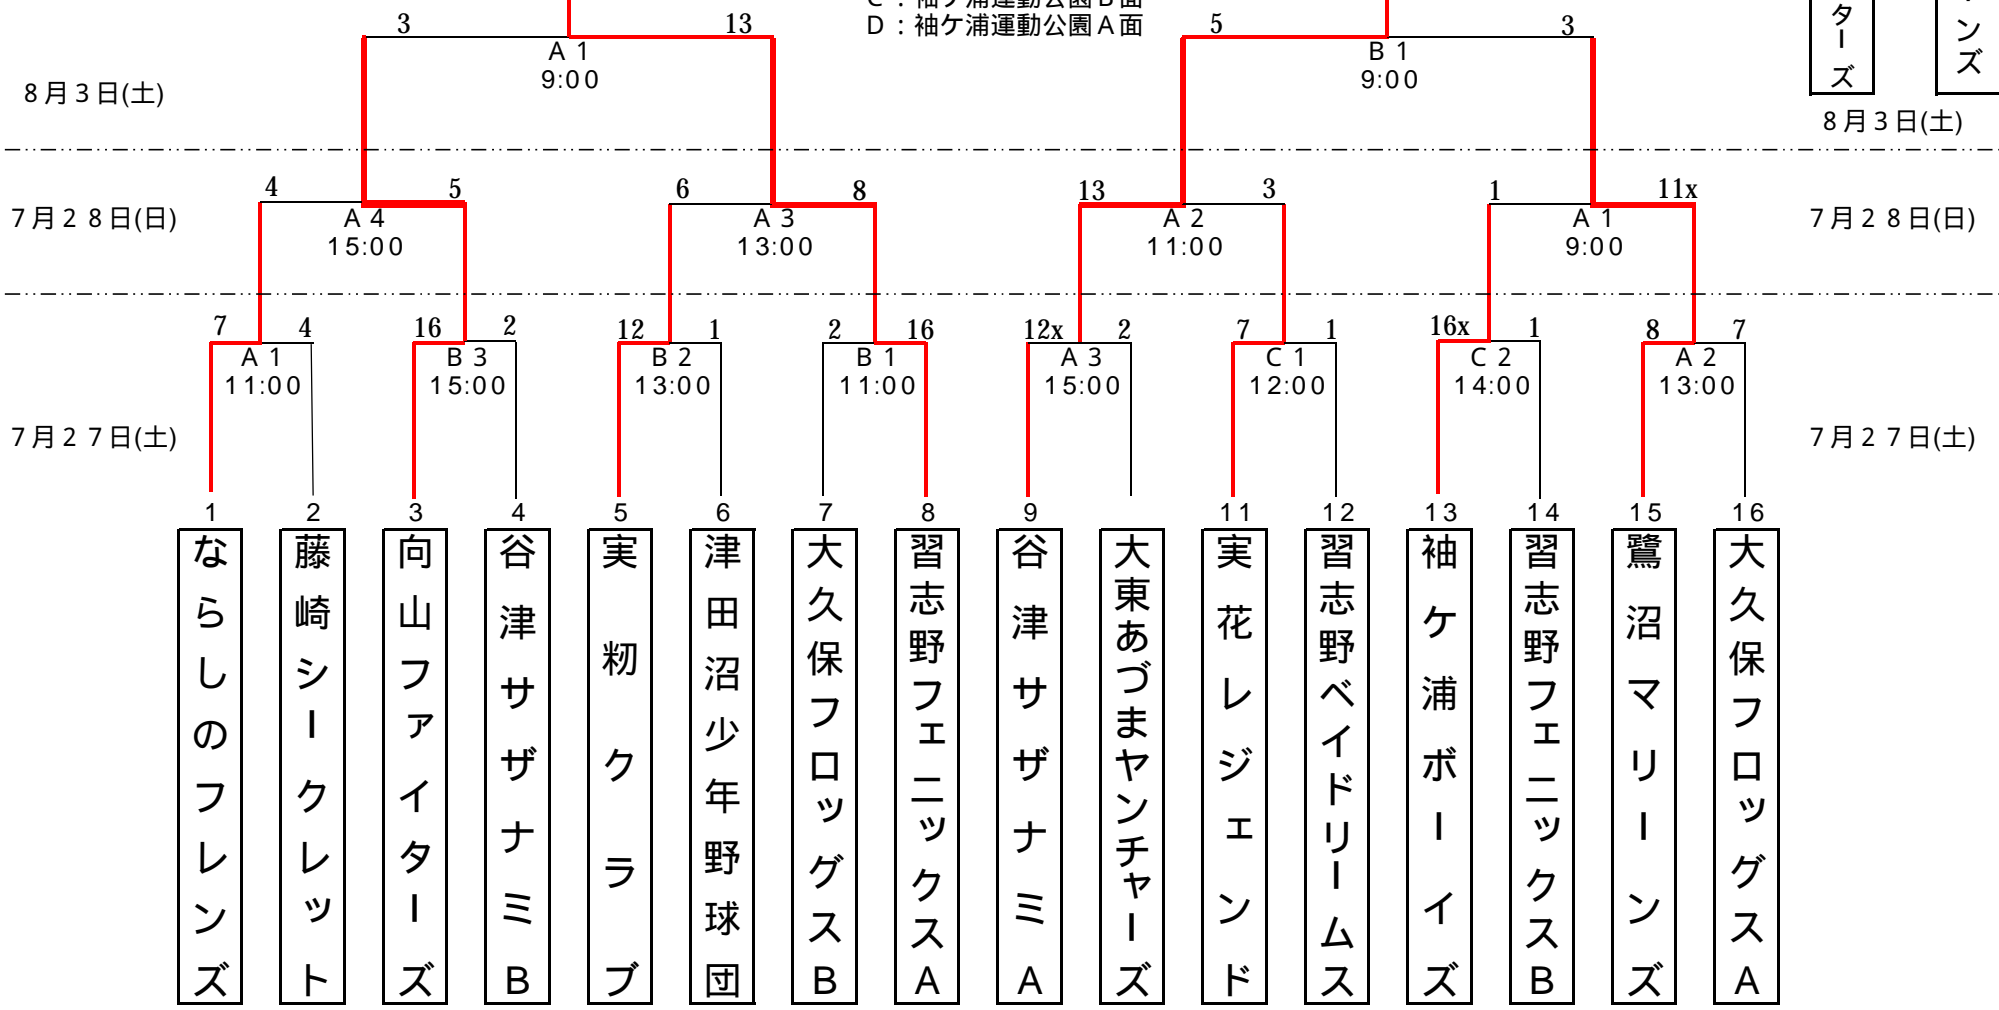 C：袖ケ浦運動公園B面
D：袖ケ浦運動公園A面
ターズ
ンズ
3 13 5 3
A1 B1
9:00 9:00
8月3日(土)
8月3日(土)
4 5 6 8 13 3 1 11x
7月28日(日) A4 A3 A2 A1 7月28日(日)
15:00 13:00 11:00 9:00
7 4 16 2 12 1 2 16 12x 2 7 1 16x 1 8 7
A1 B3 B2 B1 A3 C1 C2 A2
11:00 15:00 13:00 11:00 15:00 12:00 14:00 13:00
7月27日(土) 7月27日(土)
1 2 3 4 5 6 7 8 9 11 12 13 14 15 16
ならしのフレンズ
藤崎シークレット
向山ファイターズ
谷津サザナミB
実籾クラブ
津田沼少年野球団
大久保フロッグスB
習志野フェニックスA
谷津サザナミA
大東あづまヤンチャーズ
実花レジェンド
習志野ベイドリームス
袖ケ浦ボーイズ
習志野フェニックスB
鷺沼マリーンズ
大久保フロッグスA